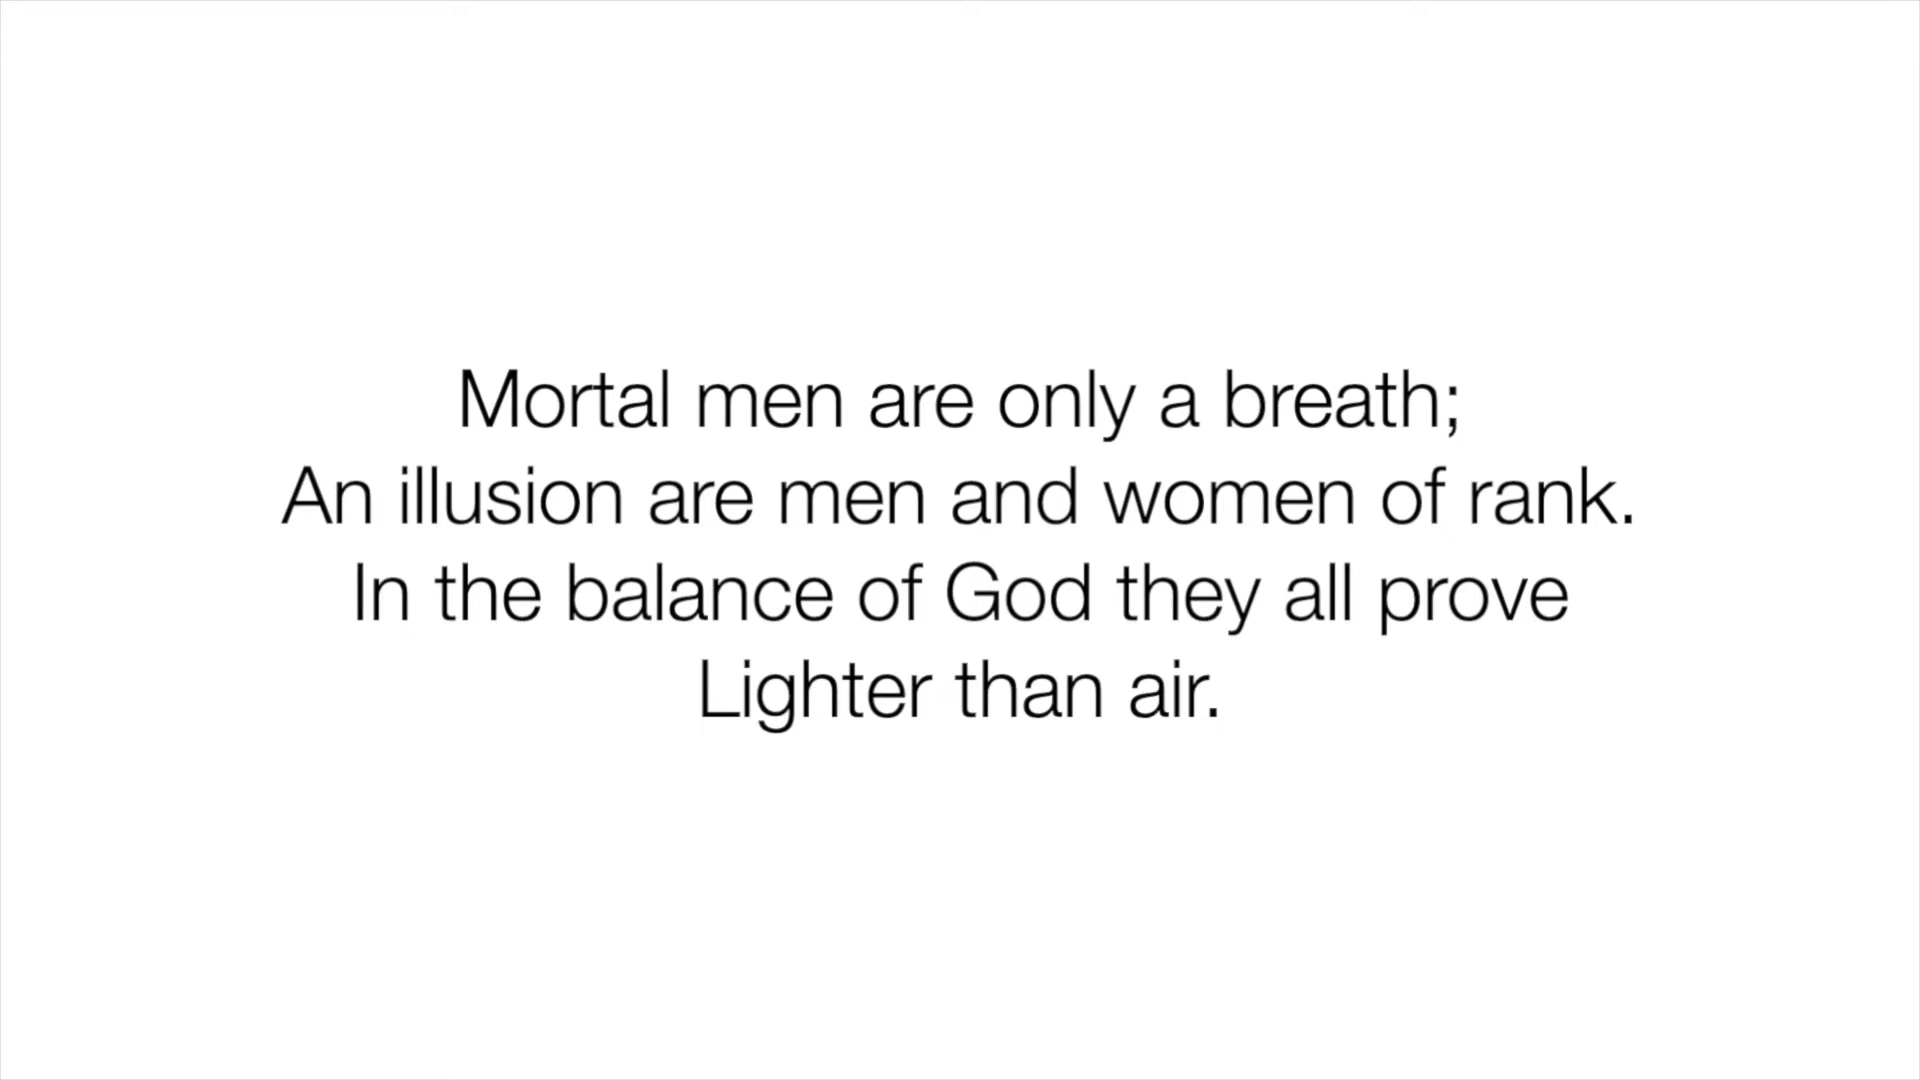 Mortal men are only a breath;
An illusion are men and women of rank.
In the balance of God they all prove
Lighter than air.